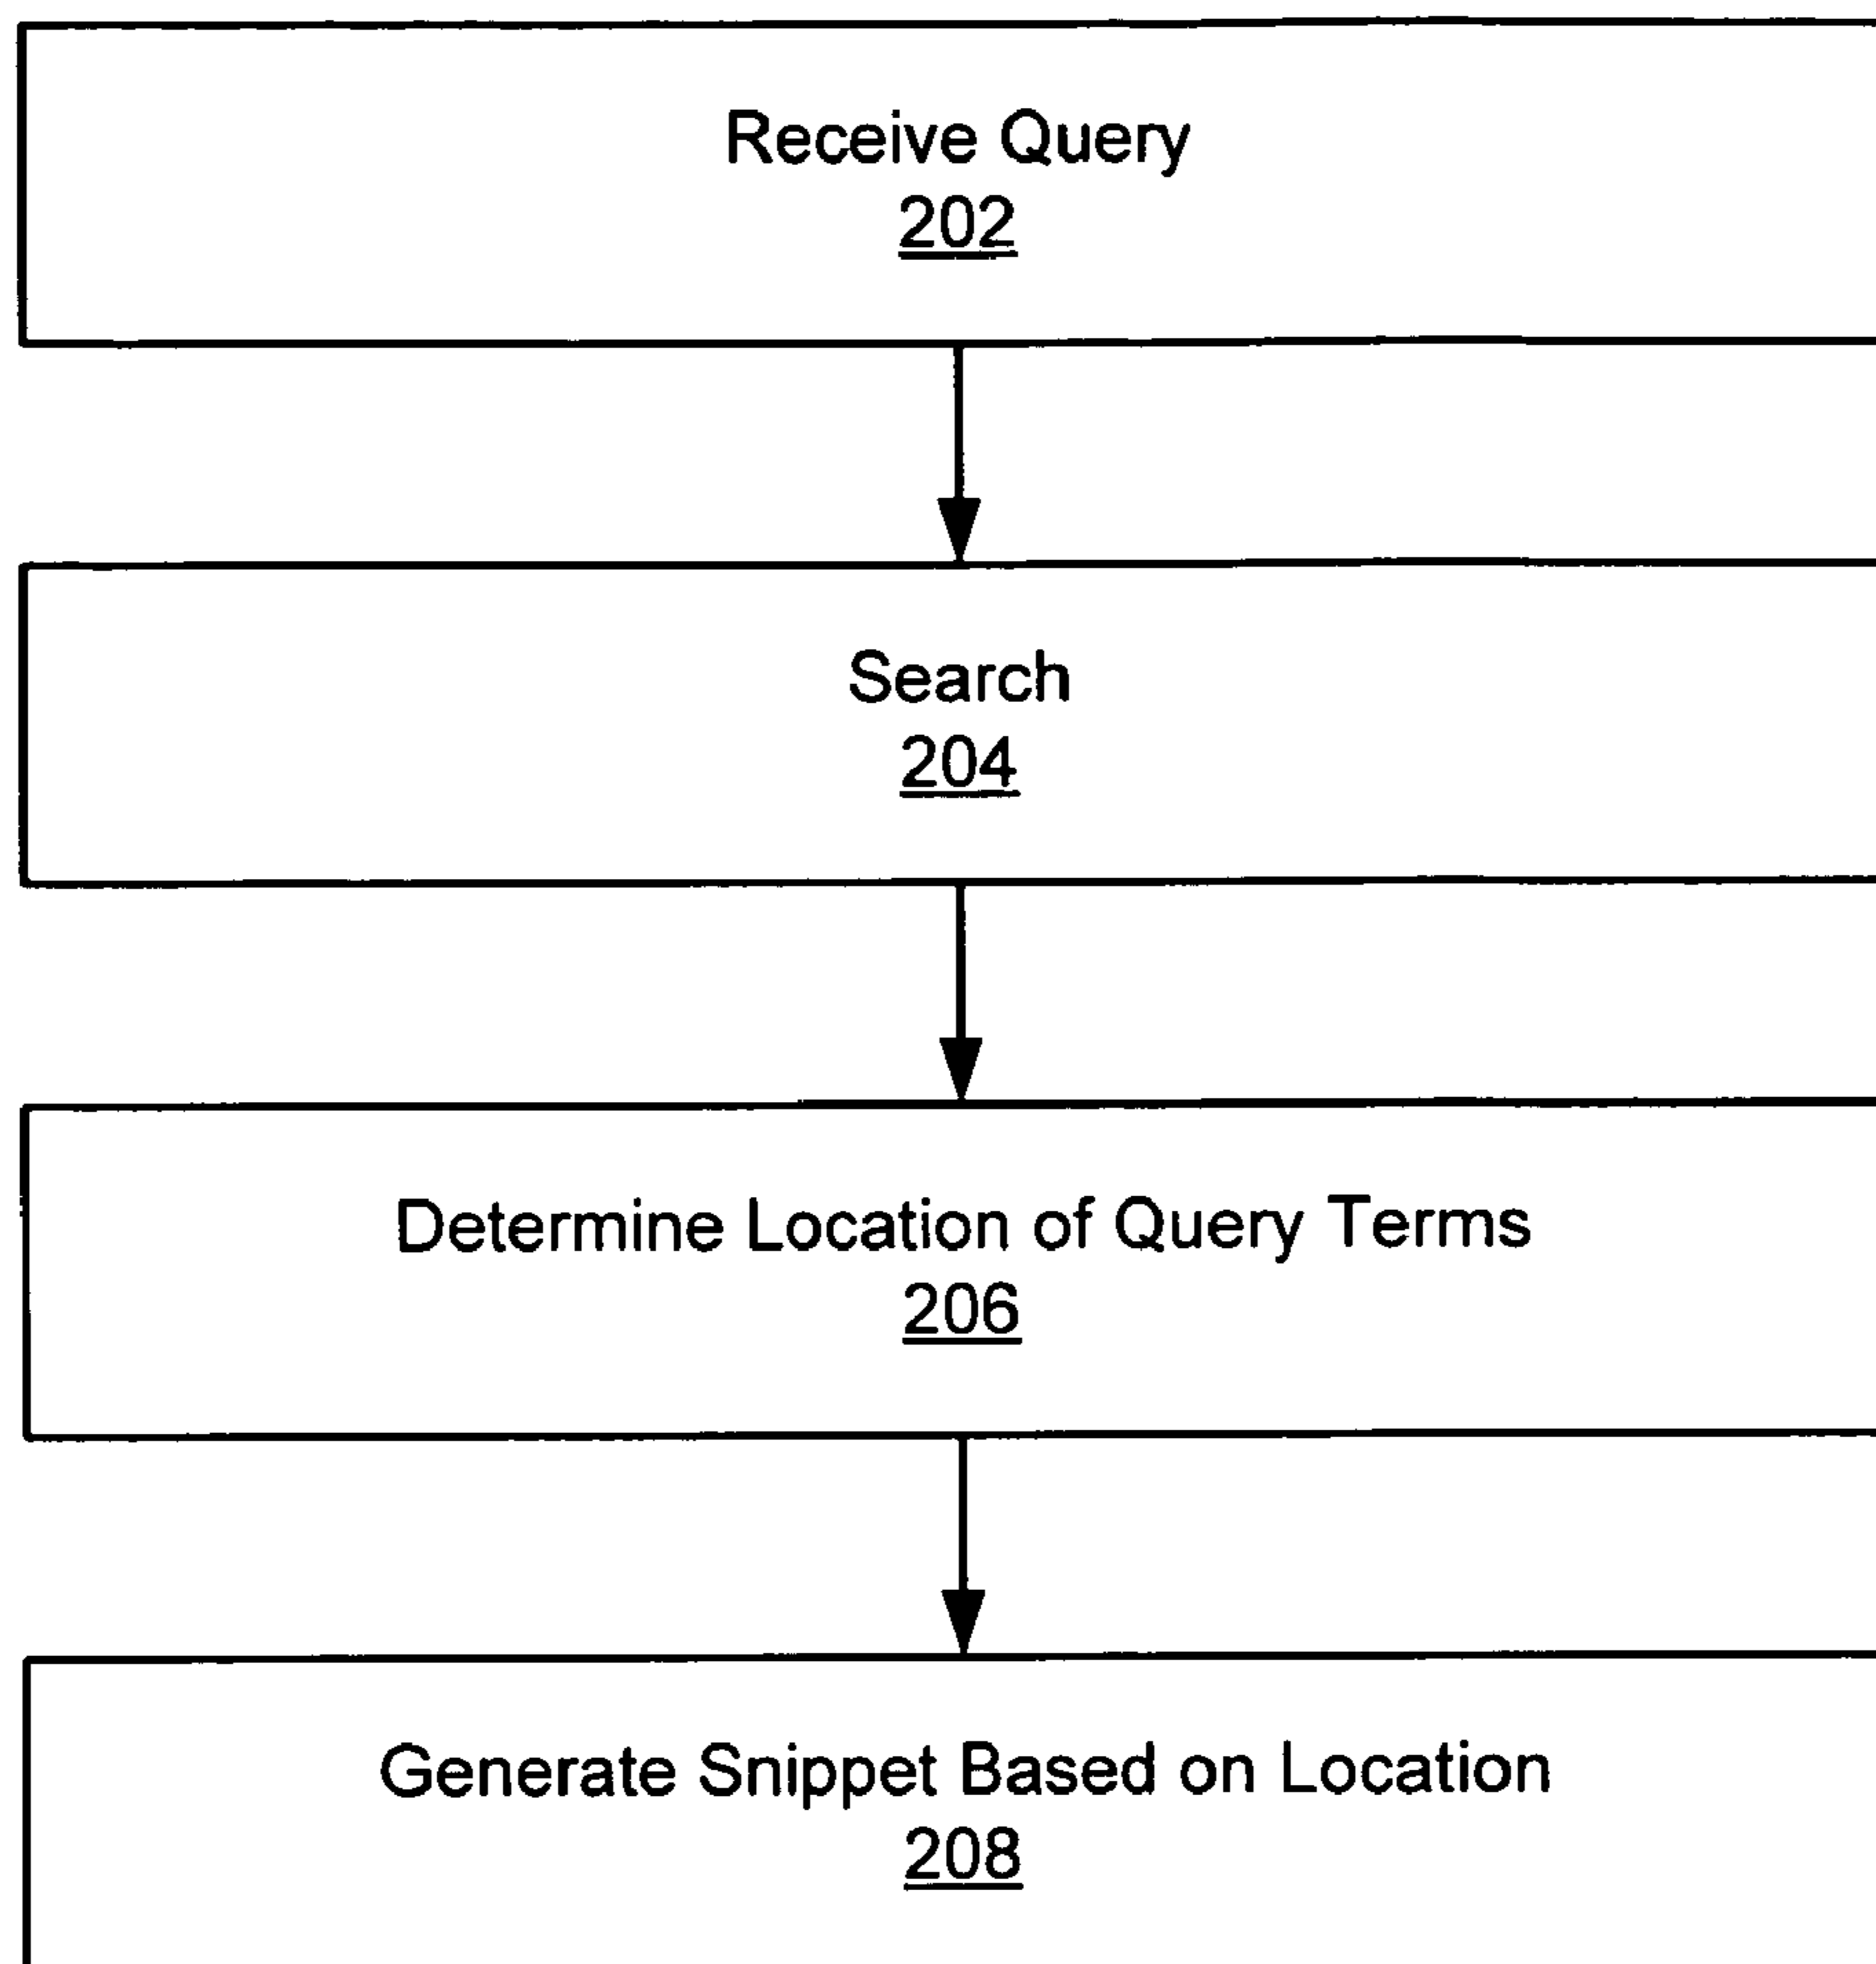 Receive Query
202
Search
204
Determine Location of Query Terms
206
Generate Snippet Based on Location
208